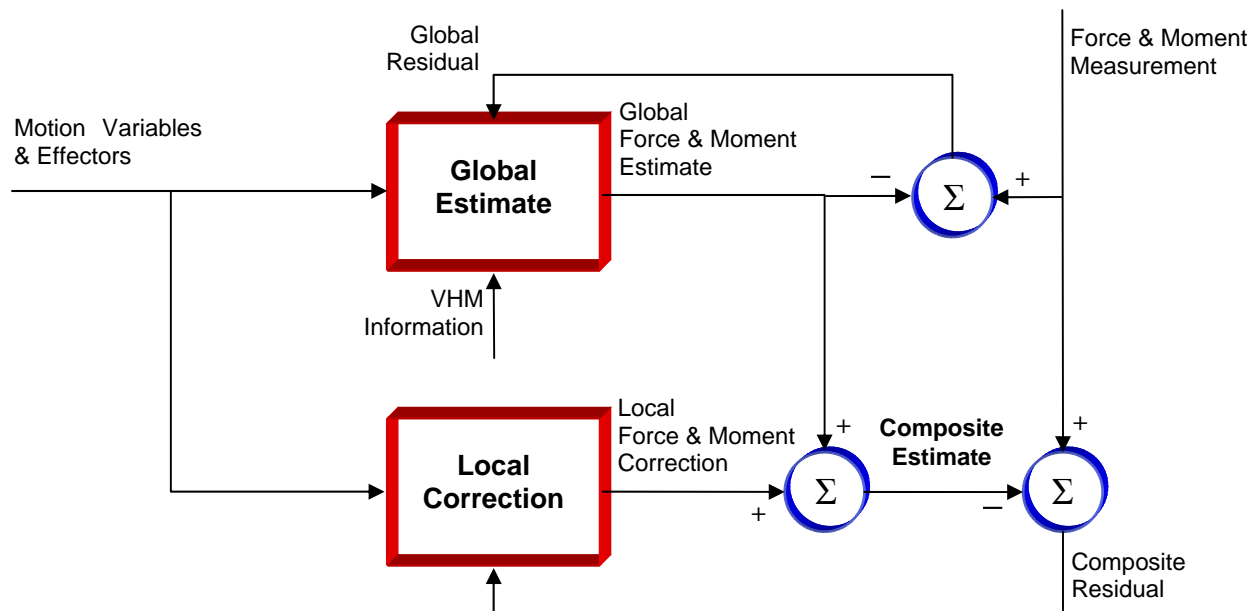 Global
Residual
Force & Moment
Measurement
Motion Variables
& Effectors
Global
Estimate
Global
Force & Moment
Estimate
−
Σ
+
VHM
Information
Local
Correction
Local
Force & Moment
Correction
+
+
Σ
Composite
Estimate
+
−
Σ
Composite
Residual